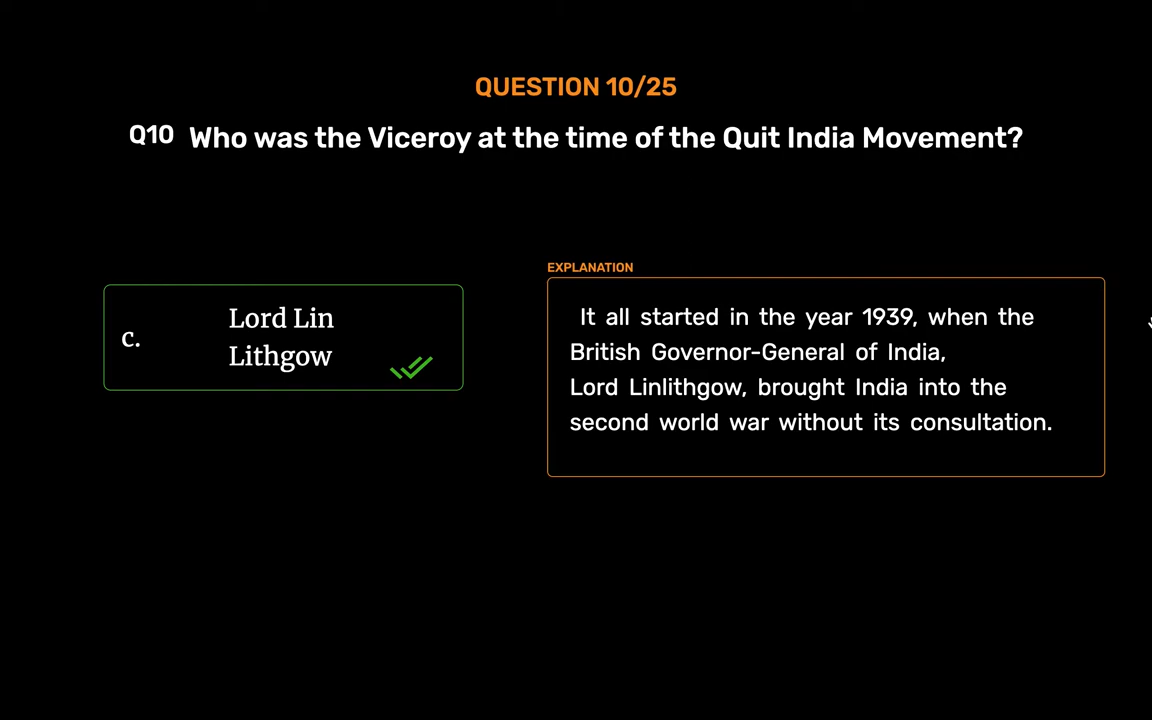 QUESTION 10/25
Q10 Who was the Viceroy at the time of the Quit India Movement?
EXPLANATION
c.
Lord Lin
Lithgow
It all started in the year 1939, when the
British Governor-General of India,
Lord Linlithgow, brought India into the
second world war without its consultation.